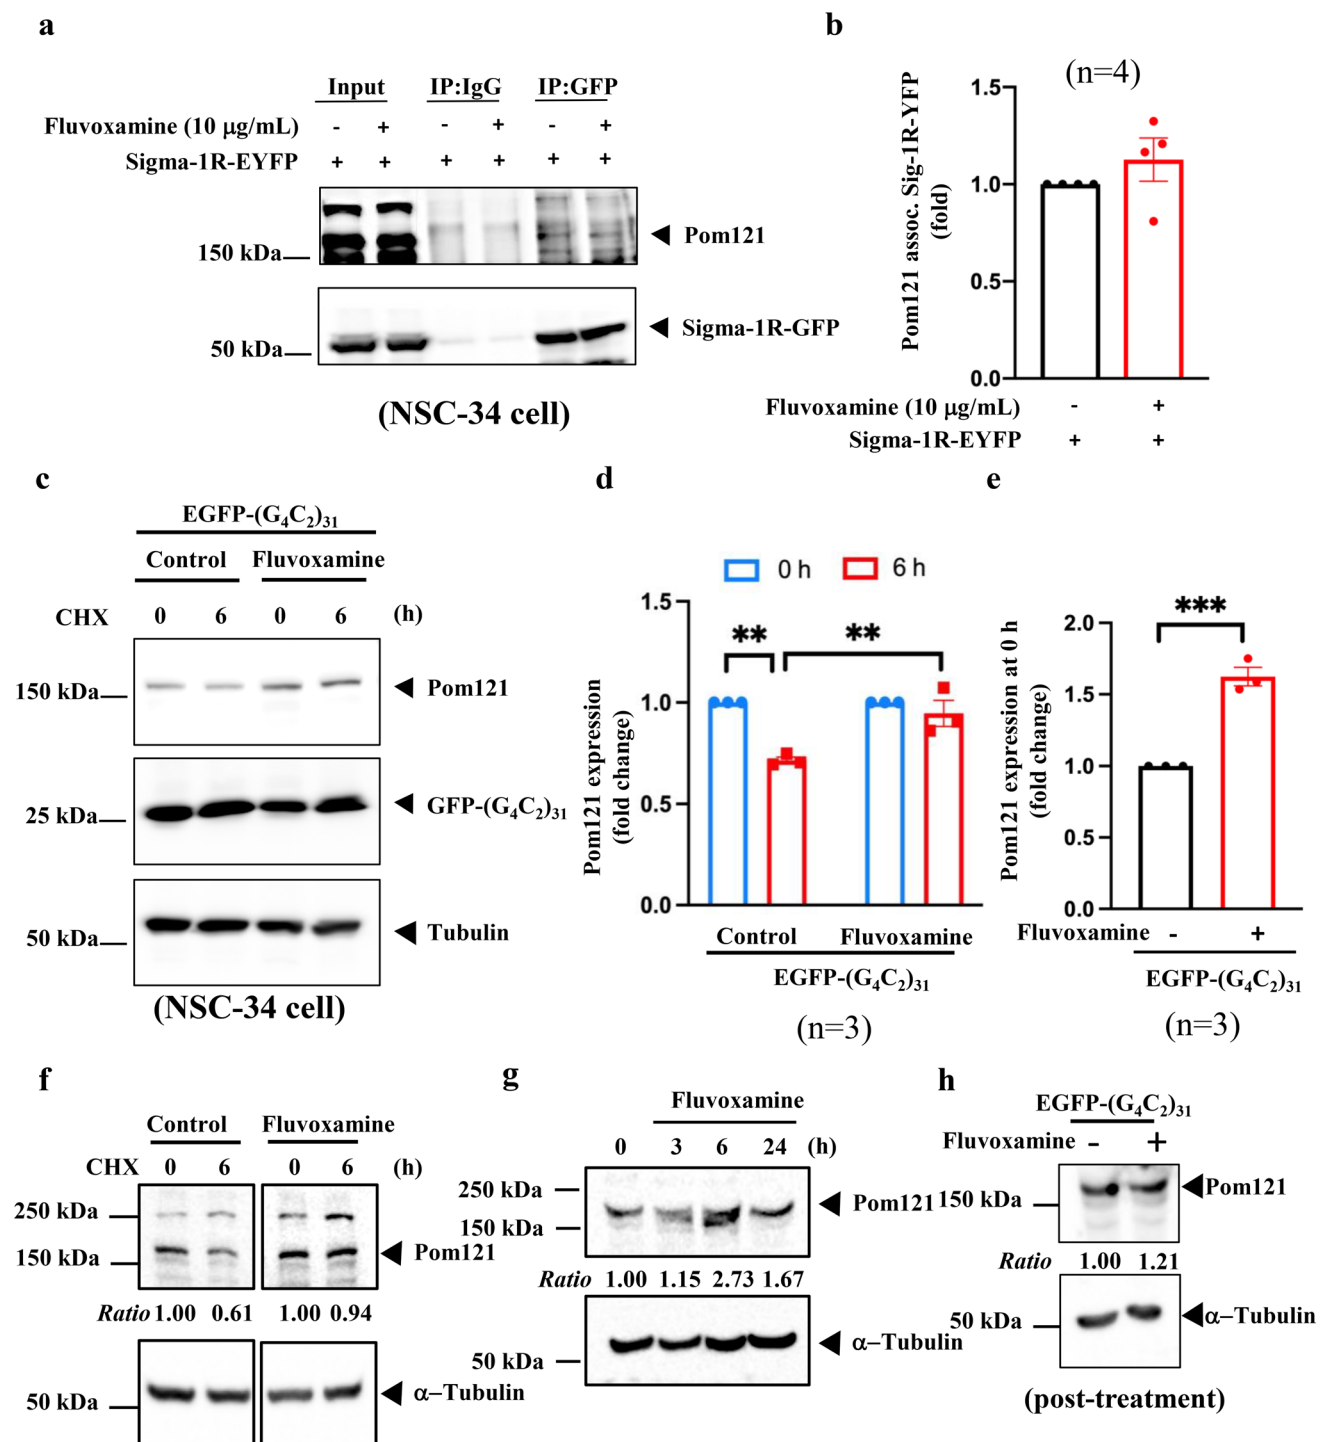 a
Input IP:IgG IP:GFP
Fluvoxamine (10 μg/mL) - + - + - +
Sigma-1R-EYFP + + + + + +
Pom121
150 kDa
Sigma-1R-GFP
50 kDa
(NSC-34 cell)
b
(n=4)
Pom121 assoc. Sig-1R-YFP
(fold)
1.5
1.0
0.5
0.0
Fluvoxamine (10 μg/mL) - +
Sigma-1R-EYFP + +
c
EGFP-(G4C2)31
Control Fluvoxamine
CHX 0 6 0 6 (h)
150 kDa Pom121
25 kDa GFP-(G4C2)31
50 kDa Tubulin
(NSC-34 cell)
d
0 h 6 h
Pom121 expression
(fold change)
1.5
1.0
0.5
0.0
** **
Control Fluvoxamine
EGFP-(G4C2)31
(n=3)
e
Pom121 expression at 0 h
(fold change)
2.0
1.5
1.0
0.5
0.0
***
Fluvoxamine - +
EGFP-(G4C2)31
(n=3)
f
Control Fluvoxamine
CHX 0 6 0 6 (h)
250 kDa
150 kDa Pom121
Ratio 1.00 0.61 1.00 0.94
50 kDa α–Tubulin
g
Fluvoxamine
0 3 6 24 (h)
250 kDa
Pom121
150 kDa
Ratio 1.00 1.15 2.73 1.67
α–Tubulin
50 kDa
h
EGFP-(G4C2)31
Fluvoxamine - +
Pom121
150 kDa
Ratio 1.00 1.21
50 kDa α–Tubulin
(post-treatment)